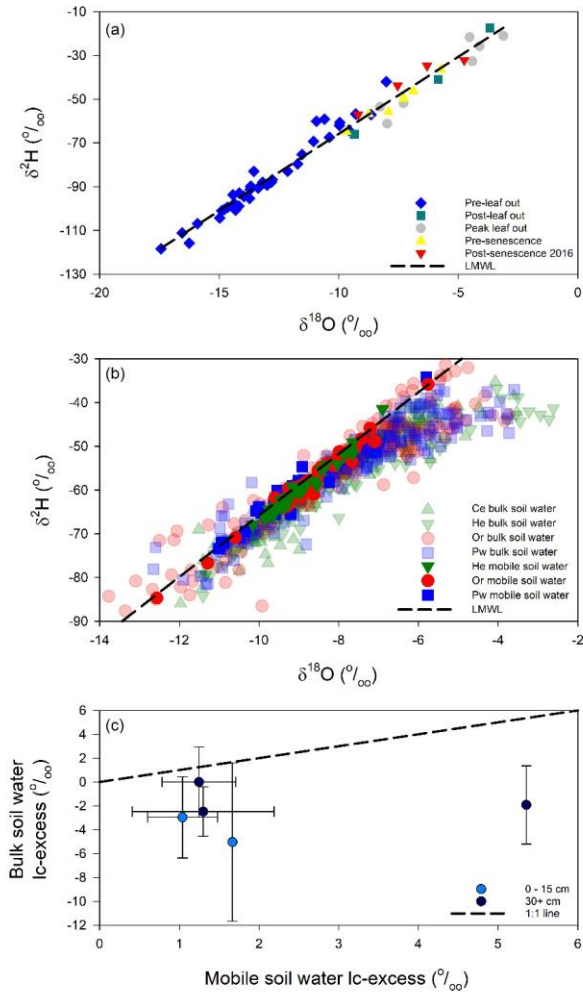 (a)
-10
-30
-50
-70
-90
-110
-130
δ²H (‰)
Pre-leaf out
Post-leaf out
Peak leaf out
Pre-senescence
Post-senescence 2016
LMWL
-20 -15 -10 -5 0
δ¹⁸O (‰)
(b)
-30
-40
-50
-60
-70
-80
-90
δ²H (‰)
Ce bulk soil water
He bulk soil water
Or bulk soil water
Pw bulk soil water
He mobile soil water
Or mobile soil water
Pw mobile soil water
LMWL
-14 -12 -10 -8 -6 -4 -2
δ¹⁸O (‰)
(c)
6
4
2
0
-2
-4
-6
-8
-10
-12
Bulk soil water
lc-excess (‰)
0 - 15 cm
30+ cm
1:1 line
0 1 2 3 4 5 6
Mobile soil water lc-excess (‰)